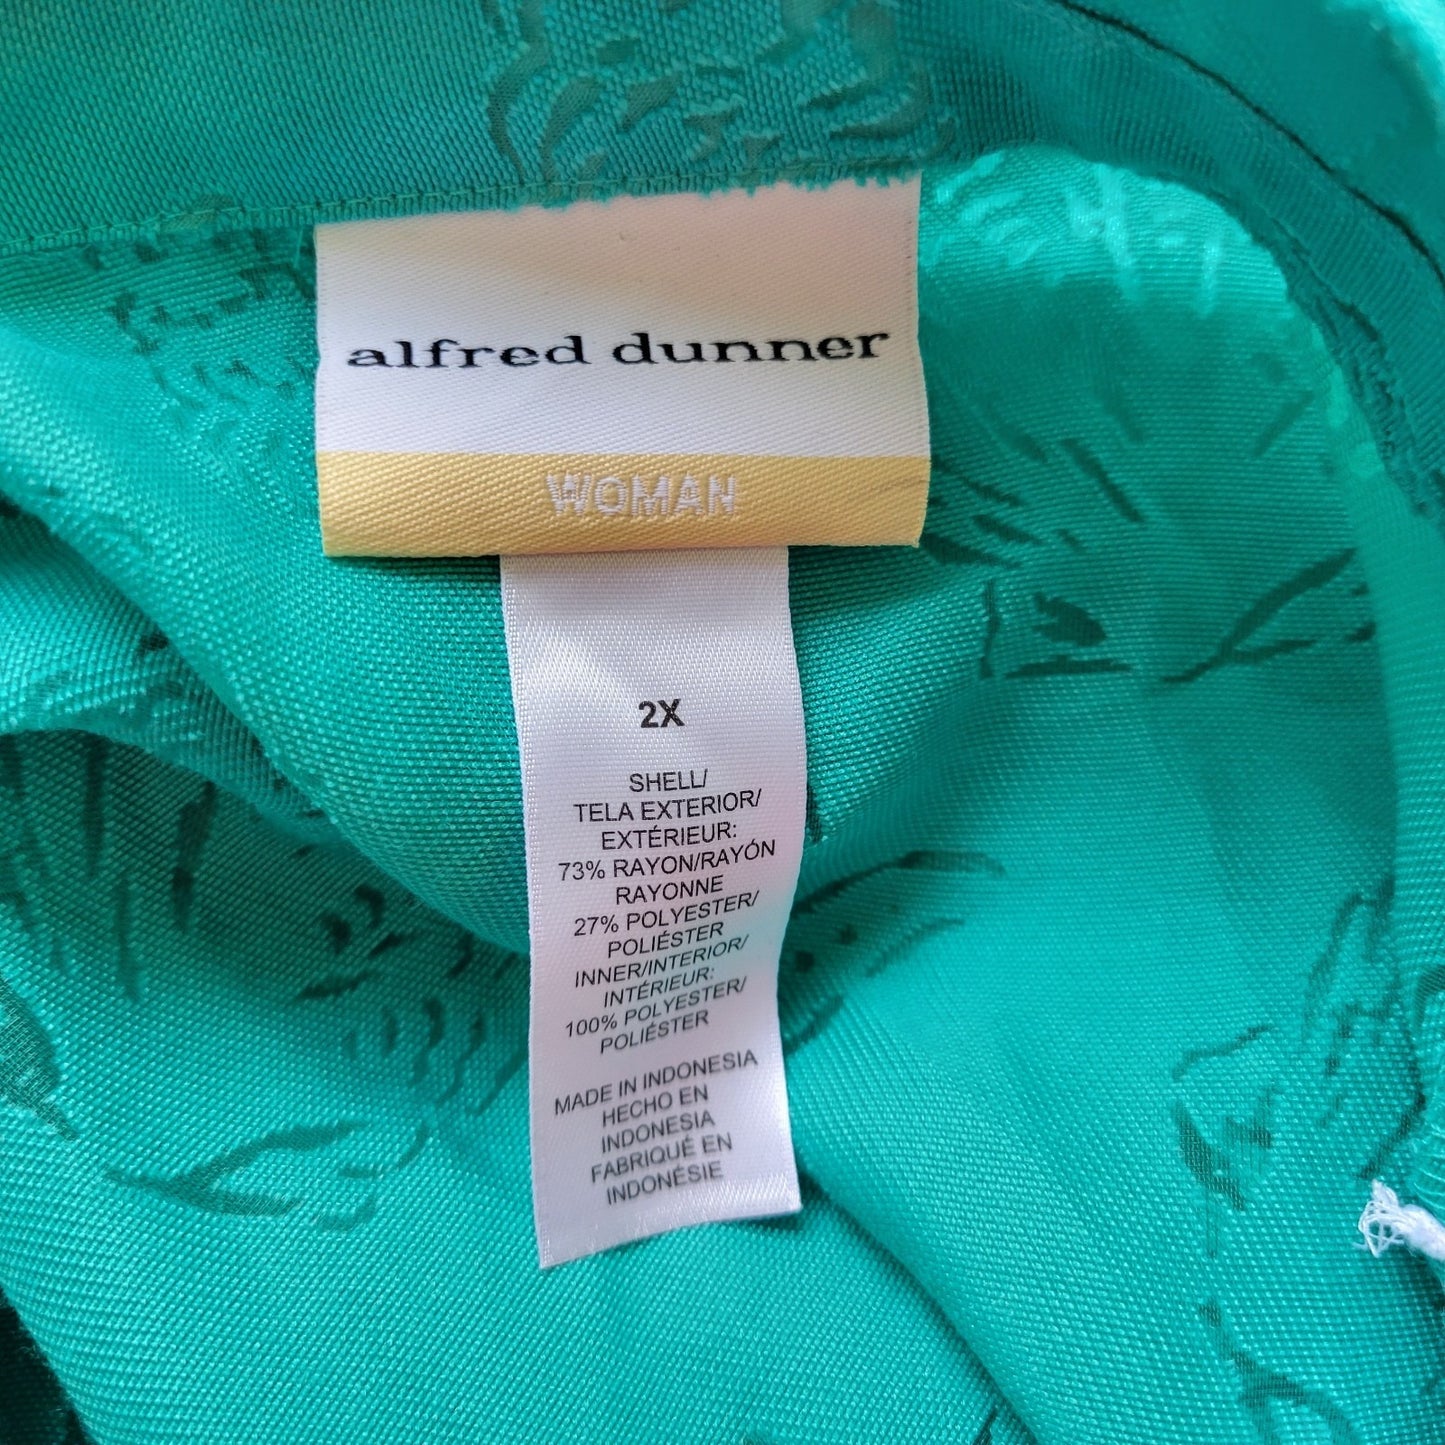 alfred dunner
WOMAN
2X
SHELL/
TELA EXTERIOR/
EXTÉRIEUR:
73% RAYON/RAYÓN
RAYONNE
27% POLYESTER/
POLIÉSTER
INNER/INTERIOR/
INTÉRIEUR:
100% POLYESTER/
POLIÉSTER
MADE IN INDONESIA
HECHO EN
INDONESIA
FABRIQUÉ EN
INDONÉSIE